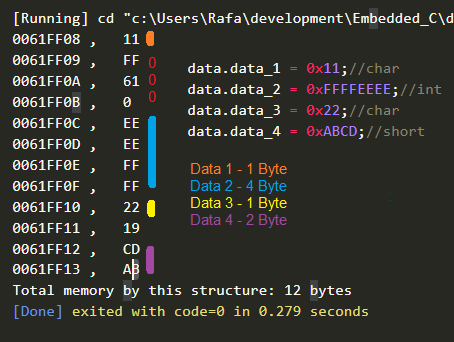 [Running] cd "c:\Users\Rafa\development\Embedded_C\d
0061FF08 , 11
0061FF09 , FF
0061FF0A , 61
0061FF0B , 0
0061FF0C , EE
0061FF0D , EE
0061FF0E , FF
0061FF0F , FF
0061FF10 , 22
0061FF11 , 19
0061FF12 , CD
0061FF13 , AB
data.data_1 = 0x11;//char
data.data_2 = 0xFFFFEEEE;//int
data.data_3 = 0x22;//char
data.data_4 = 0xABCD;//short
Data 1 - 1 Byte
Data 2 - 4 Byte
Data 3 - 1 Byte
Data 4 - 2 Byte
Total memory by this structure: 12 bytes
[Done] exited with code=0 in 0.279 seconds